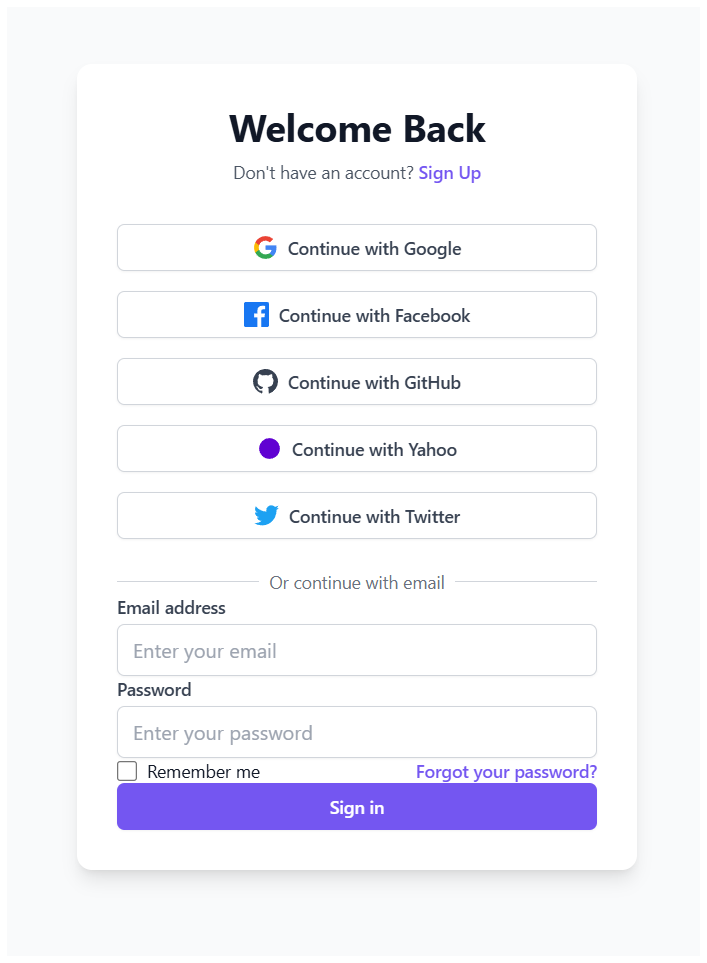 Welcome Back
Don't have an account? Sign Up
Continue with Google
Continue with Facebook
Continue with GitHub
Continue with Yahoo
Continue with Twitter
Or continue with email
Email address
Enter your email
Password
Enter your password
Remember me Forgot your password?
Sign in